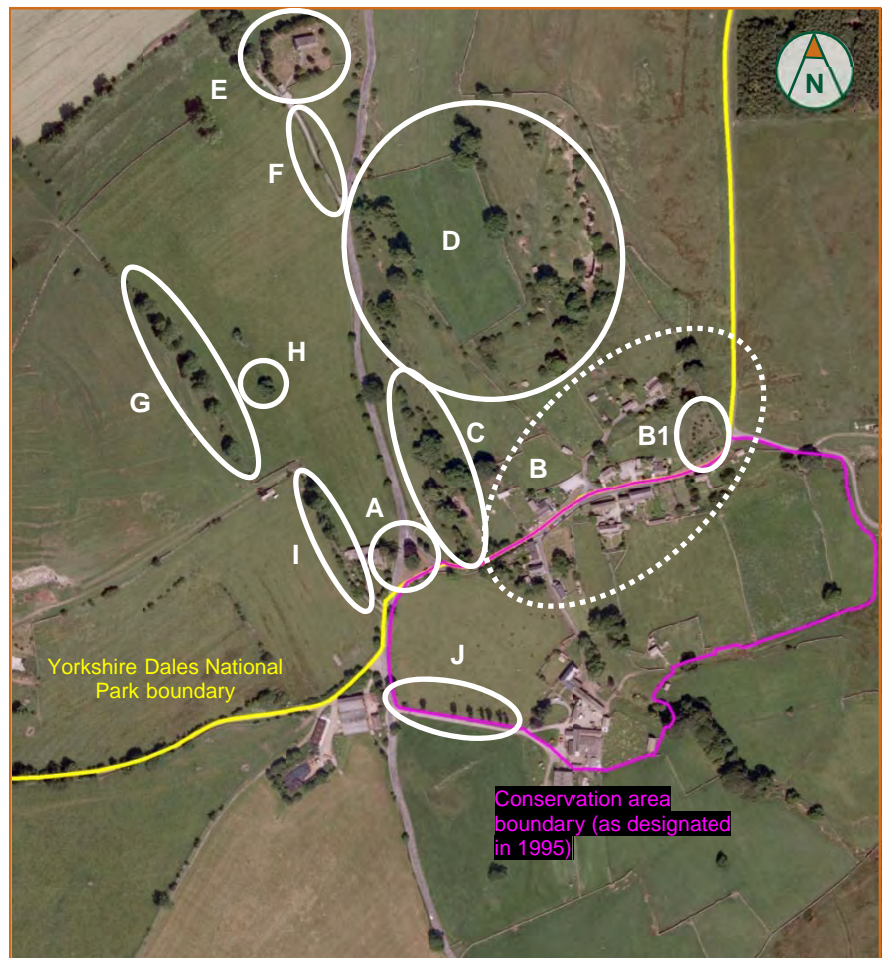 N
E
F
D
H
G
C
B1
B
A
I
Yorkshire Dales National
Park boundary
J
Conservation area
boundary (as designated
in 1995)